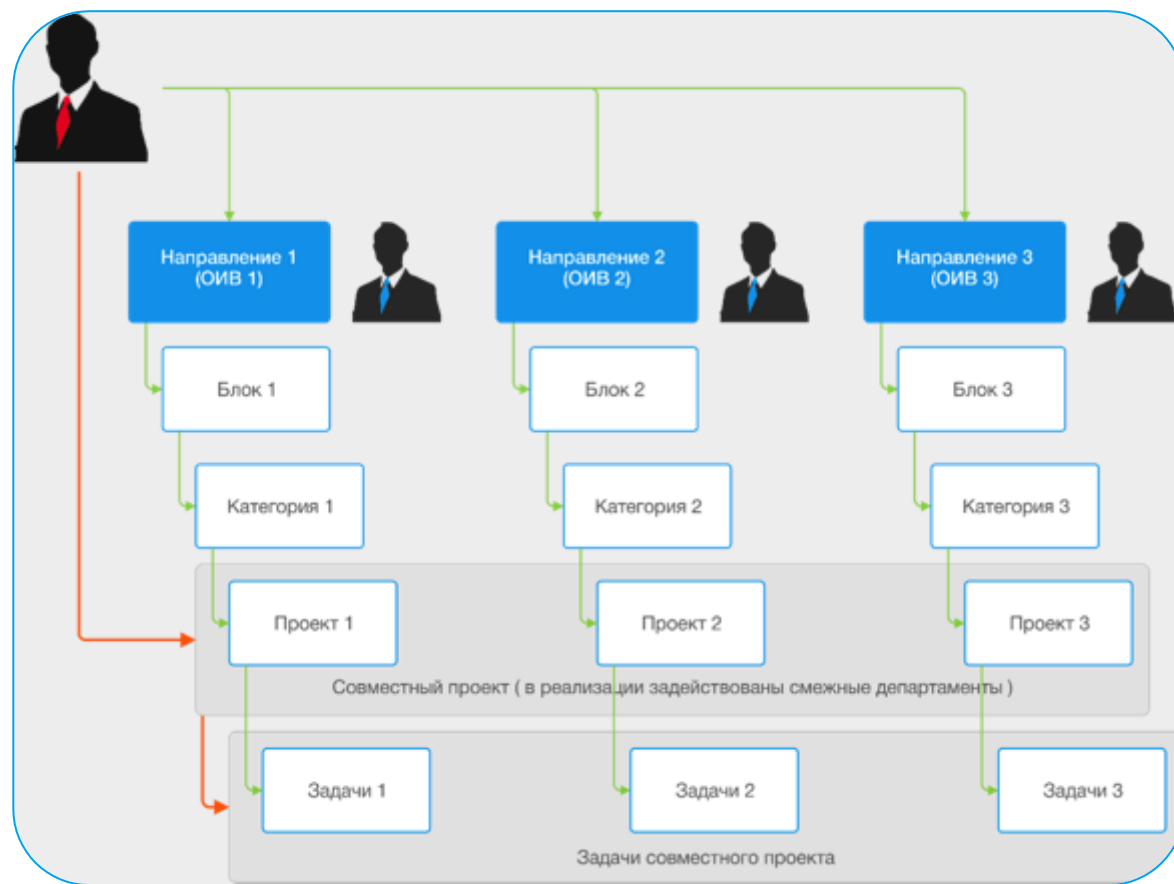 Направление 1
(ОИВ 1)
Направление 2
(ОИВ 2)
Направление 3
(ОИВ 3)
Блок 1
Блок 2
Блок 3
Категория 1
Категория 2
Категория 3
Проект 1
Проект 2
Проект 3
Совместный проект ( в реализации задействованы смежные департаменты )
Задачи 1
Задачи 2
Задачи 3
Задачи совместного проекта